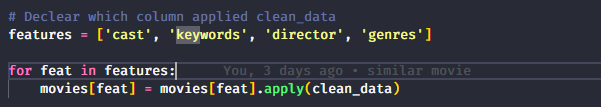 # Declear which column applied clean_data
features = ['cast', 'keywords', 'director', 'genres']
for feat in features: You, 3 days ago • similar movie
movies[feat] = movies[feat].apply(clean_data)